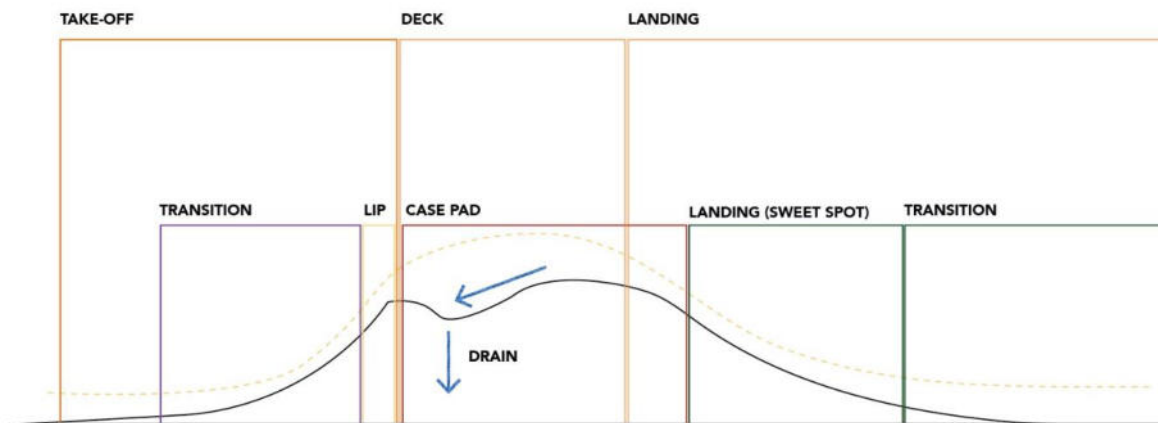 TAKE-OFF
DECK
LANDING
TRANSITION
LIP
CASE PAD
LANDING (SWEET SPOT)
TRANSITION
DRAIN